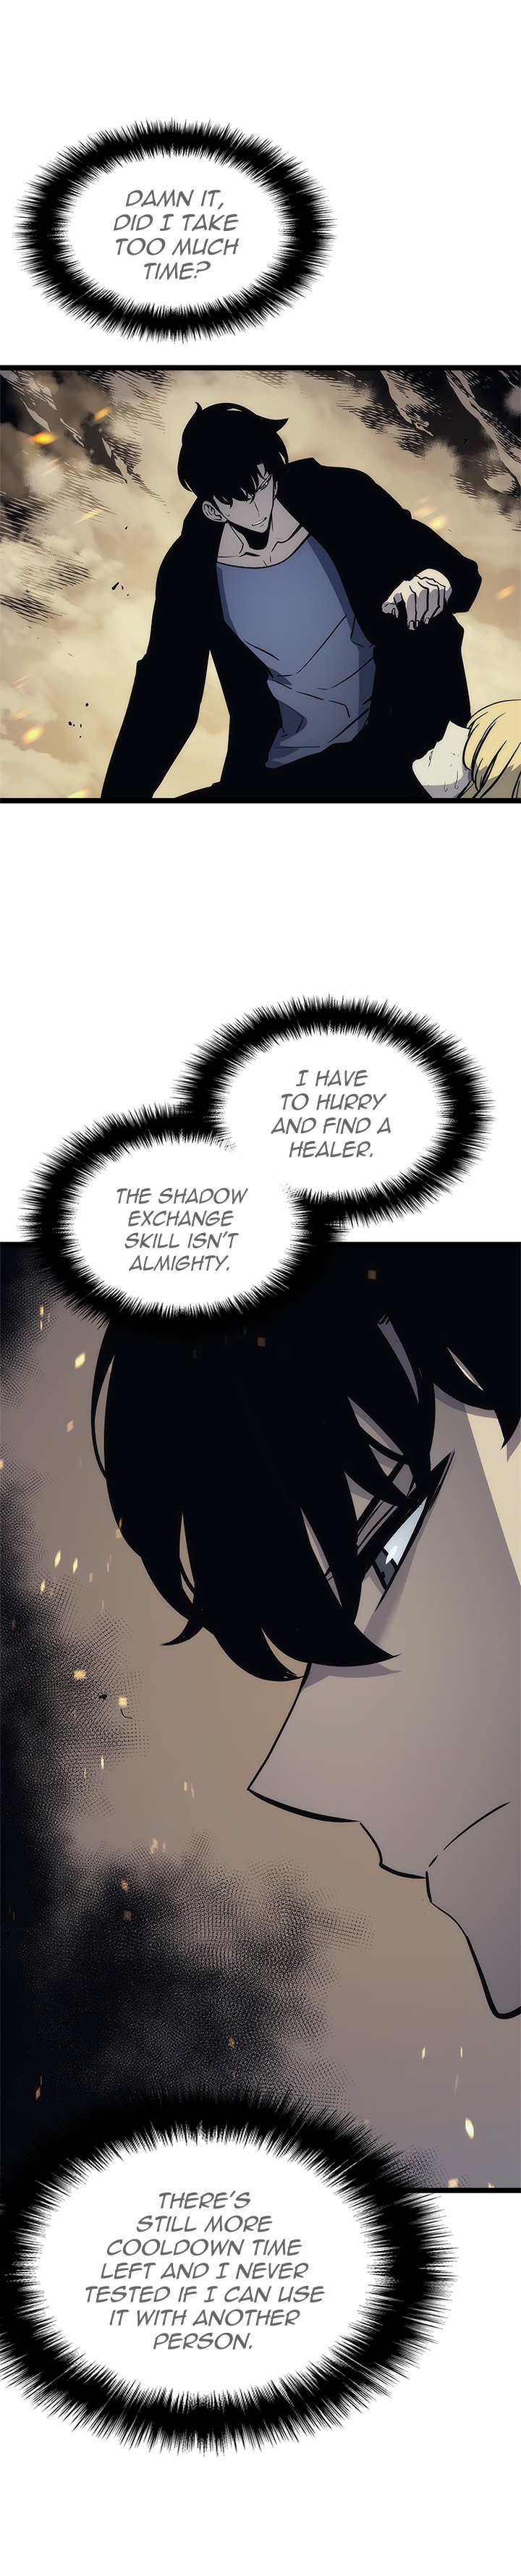 DAMN IT,
DID I TAKE
TOO MUCH
TIME?
I HAVE
TO HURRY
AND FIND A
HEALER.
THE SHADOW
EXCHANGE
SKILL ISN'T
ALMIGHTY.
THERE'S
STILL MORE
COOLDOWN TIME
LEFT AND I NEVER
TESTED IF I CAN USE
IT WITH ANOTHER
PERSON.